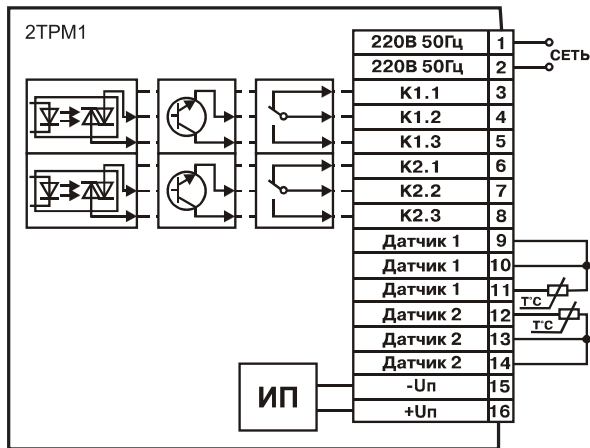 2ТРМ1
220В 50Гц 1
220В 50Гц 2
СЕТЬ
К1.1 3
К1.2 4
К1.3 5
К2.1 6
К2.2 7
К2.3 8
Датчик 1 9
Датчик 1 10
Датчик 1 11
T°C
Датчик 2 12
T°C
Датчик 2 13
Датчик 2 14
ИП
-Uп 15
+Uп 16